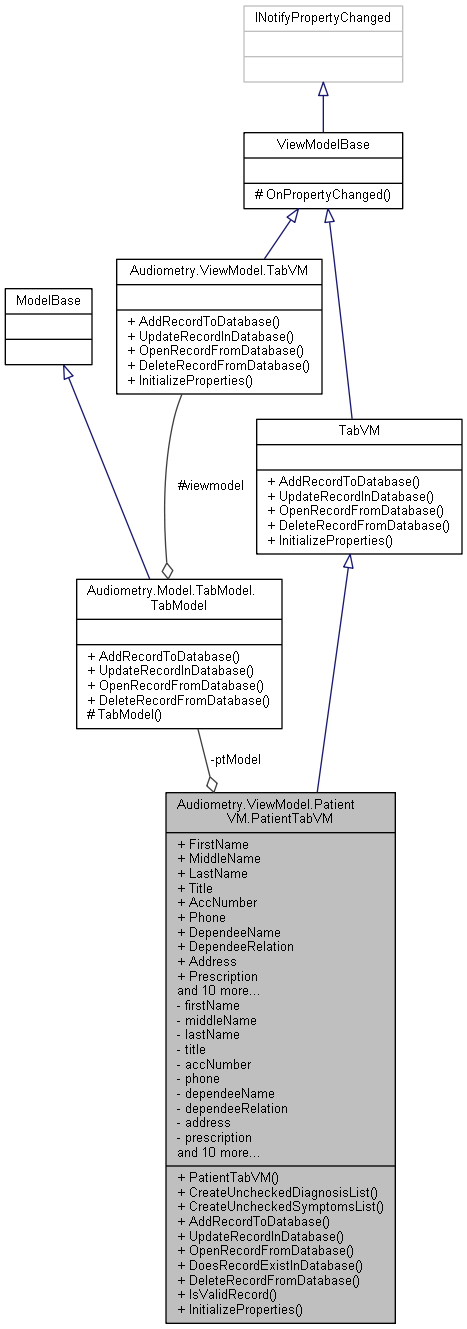 INotifyPropertyChanged
ViewModelBase
# OnPropertyChanged()
Audiometry.ViewModel.TabVM
+ AddRecordToDatabase()
+ UpdateRecordInDatabase()
+ OpenRecordFromDatabase()
+ DeleteRecordFromDatabase()
+ InitializeProperties()
ModelBase
TabVM
+ AddRecordToDatabase()
+ UpdateRecordInDatabase()
+ OpenRecordFromDatabase()
+ DeleteRecordFromDatabase()
+ InitializeProperties()
#viewmodel
Audiometry.Model.TabModel.
TabModel
+ AddRecordToDatabase()
+ UpdateRecordInDatabase()
+ OpenRecordFromDatabase()
+ DeleteRecordFromDatabase()
# TabModel()
-ptModel
Audiometry.ViewModel.Patient
VM.PatientTabVM
+ FirstName
+ MiddleName
+ LastName
+ Title
+ AccNumber
+ Phone
+ DependeeName
+ DependeeRelation
+ Address
+ Prescription
and 10 more...
- firstName
- middleName
- lastName
- title
- accNumber
- phone
- dependeeName
- dependeeRelation
- address
- prescription
and 10 more...
+ PatientTabVM()
+ CreateUncheckedDiagnosisList()
+ CreateUncheckedSymptomsList()
+ AddRecordToDatabase()
+ UpdateRecordInDatabase()
+ OpenRecordFromDatabase()
+ DoesRecordExistInDatabase()
+ DeleteRecordFromDatabase()
+ IsValidRecord()
+ InitializeProperties()